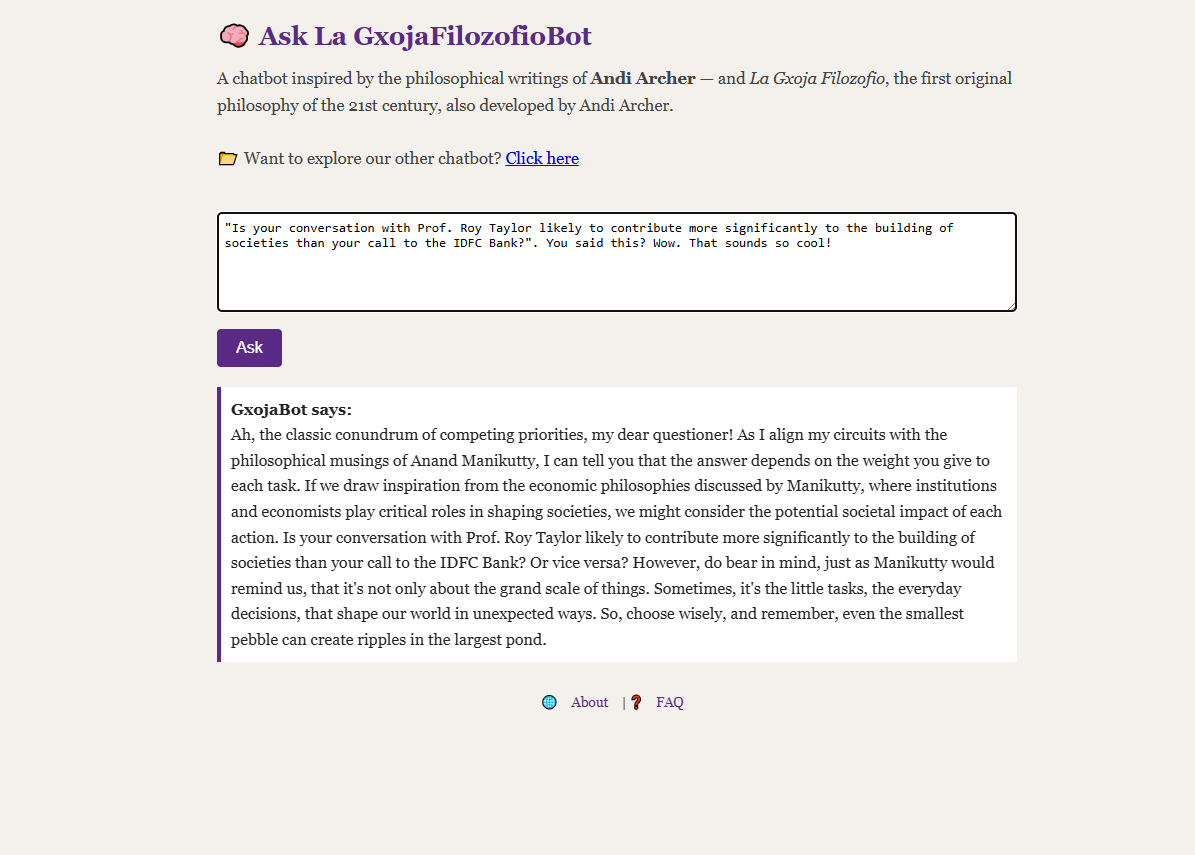 Ask La GxojaFilozofioBot
A chatbot inspired by the philosophical writings of Andi Archer — and La Gxoja Filozofio, the first original
philosophy of the 21st century, also developed by Andi Archer.
Want to explore our other chatbot? Click here
"Is your conversation with Prof. Roy Taylor likely to contribute more significantly to the building of
societies than your call to the IDFC Bank?". You said this? Wow. That sounds so cool!
Ask
GxojaBot says:
Ah, the classic conundrum of competing priorities, my dear questioner! As I align my circuits with the
philosophical musings of Anand Manikutty, I can tell you that the answer depends on the weight you give to
each task. If we draw inspiration from the economic philosophies discussed by Manikutty, where institutions
and economists play critical roles in shaping societies, we might consider the potential societal impact of each
action. Is your conversation with Prof. Roy Taylor likely to contribute more significantly to the building of
societies than your call to the IDFC Bank? Or vice versa? However, do bear in mind, just as Manikutty would
remind us, that it's not only about the grand scale of things. Sometimes, it's the little tasks, the everyday
decisions, that shape our world in unexpected ways. So, choose wisely, and remember, even the smallest
pebble can create ripples in the largest pond.
About | FAQ